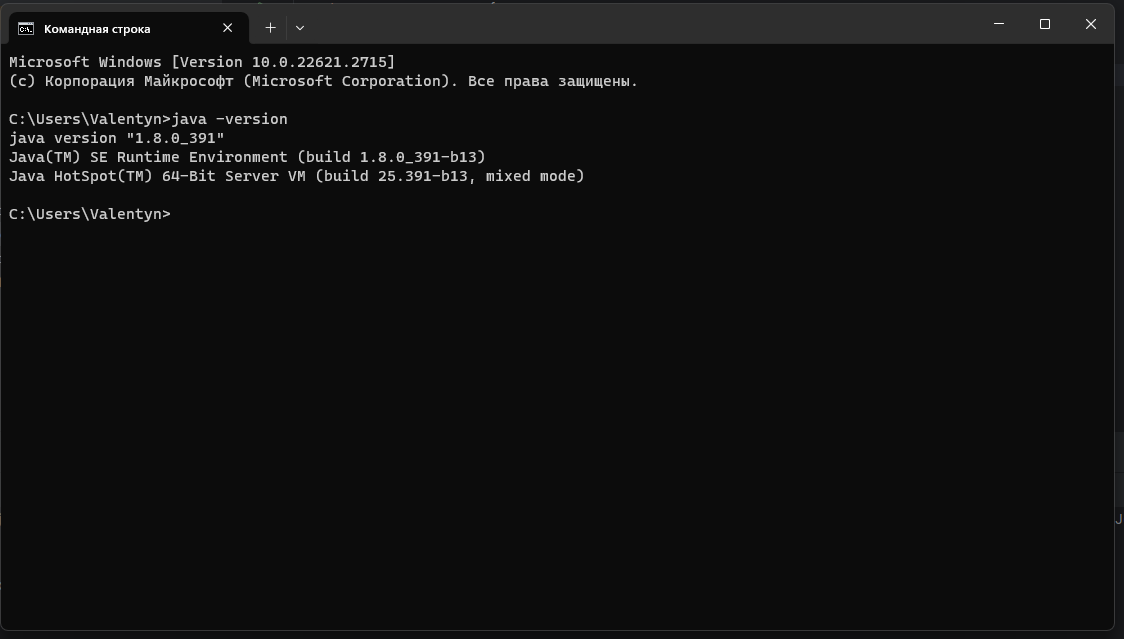 Командная строка
Microsoft Windows [Version 10.0.22621.2715]
(c) Корпорация Майкрософт (Microsoft Corporation). Все права защищены.
C:\Users\Valentyn>java -version
java version "1.8.0_391"
Java(TM) SE Runtime Environment (build 1.8.0_391-b13)
Java HotSpot(TM) 64-Bit Server VM (build 25.391-b13, mixed mode)
C:\Users\Valentyn>